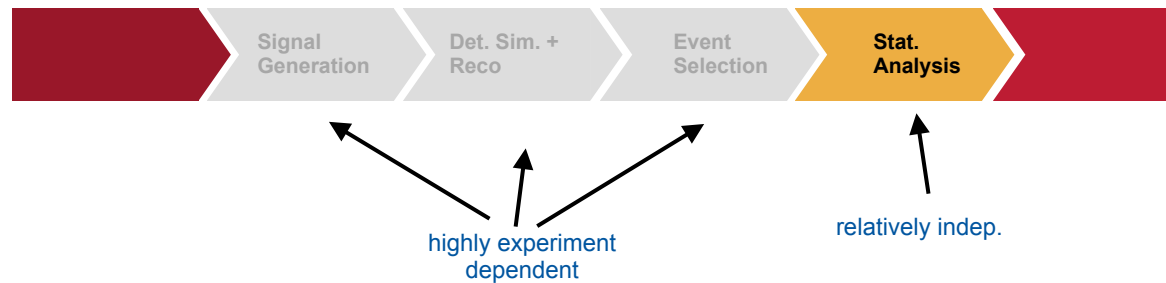 Signal
Generation
Det. Sim. +
Reco
Event
Selection
Stat.
Analysis
highly experiment
dependent
relatively indep.